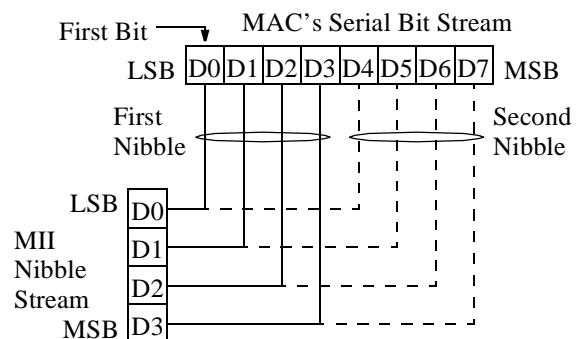 MAC's Serial Bit Stream
First Bit
LSB D0 D1 D2 D3 D4 D5 D6 D7 MSB
First
Nibble
Second
Nibble
LSB D0
D1
MII
Nibble
Stream
D2
MSB D3